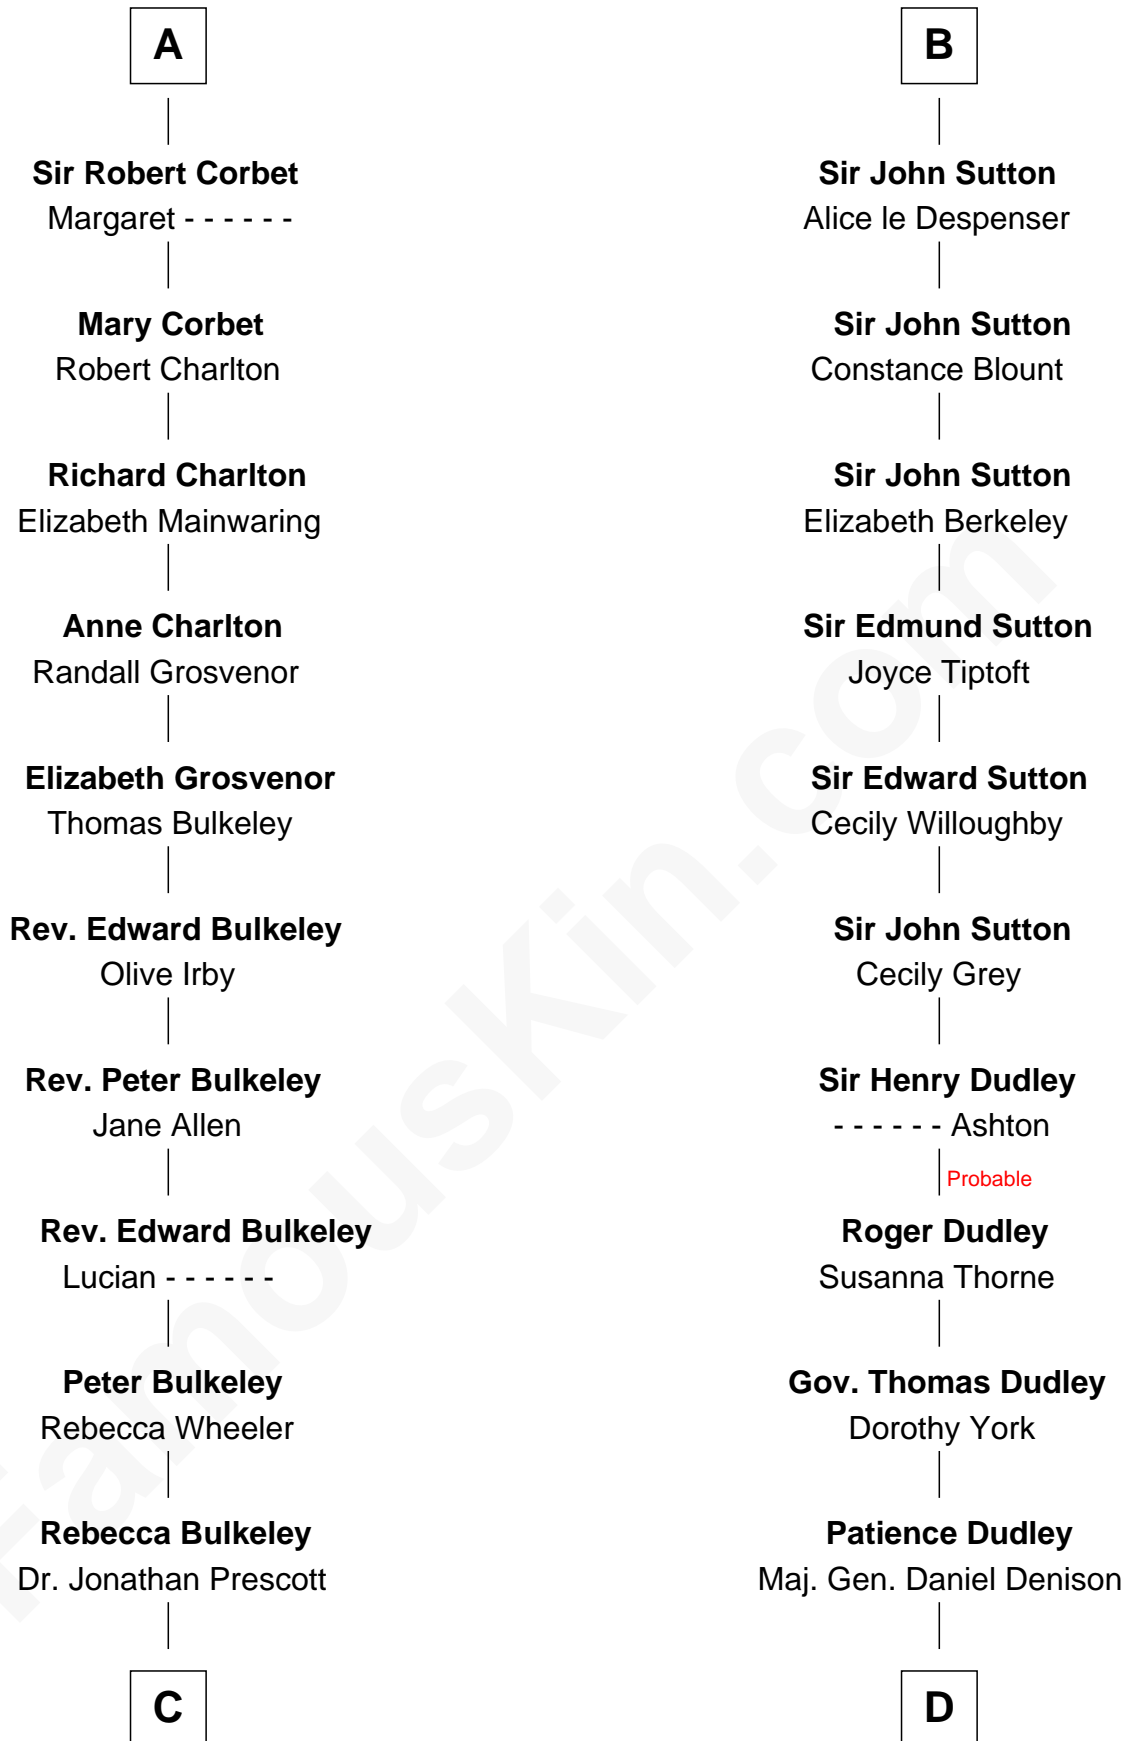 A
Sir Robert Corbet
Margaret - - - - - -
Mary Corbet
Robert Charlton
Richard Charlton
Elizabeth Mainwaring
Anne Charlton
Randall Grosvenor
Elizabeth Grosvenor
Thomas Bulkeley
Rev. Edward Bulkeley
Olive Irby
Rev. Peter Bulkeley
Jane Allen
Rev. Edward Bulkeley
Lucian - - - - - -
Peter Bulkeley
Rebecca Wheeler
Rebecca Bulkeley
Dr. Jonathan Prescott
C
B
Sir John Sutton
Alice le Despenser
Sir John Sutton
Constance Blount
Sir John Sutton
Elizabeth Berkeley
Sir Edmund Sutton
Joyce Tiptoft
Sir Edward Sutton
Cecily Willoughby
Sir John Sutton
Cecily Grey
Sir Henry Dudley
- - - - - - Ashton
Probable
Roger Dudley
Susanna Thorne
Gov. Thomas Dudley
Dorothy York
Patience Dudley
Maj. Gen. Daniel Denison
D
FamousKin.com